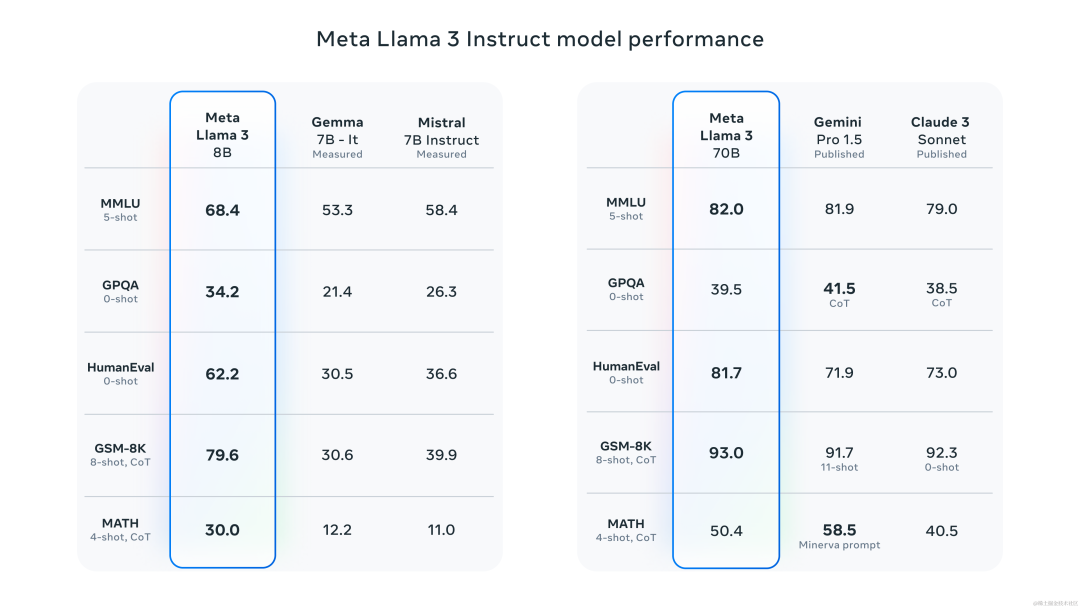 Meta Llama 3 Instruct model performance
Meta
Llama 3
8B
Gemma
7B - It
Measured
Mistral
7B Instruct
Measured
MMLU
5-shot
68.4
53.3
58.4
GPQA
0-shot
34.2
21.4
26.3
HumanEval
0-shot
62.2
30.5
36.6
GSM-8K
8-shot, CoT
79.6
30.6
39.9
MATH
4-shot, CoT
30.0
12.2
11.0
Meta
Llama 3
70B
Gemini
Pro 1.5
Published
Claude 3
Sonnet
Published
MMLU
5-shot
82.0
81.9
79.0
GPQA
0-shot
39.5
41.5
CoT
38.5
CoT
HumanEval
0-shot
81.7
71.9
73.0
GSM-8K
8-shot, CoT
93.0
91.7
11-shot
92.3
0-shot
MATH
4-shot, CoT
50.4
58.5
Minerva prompt
40.5